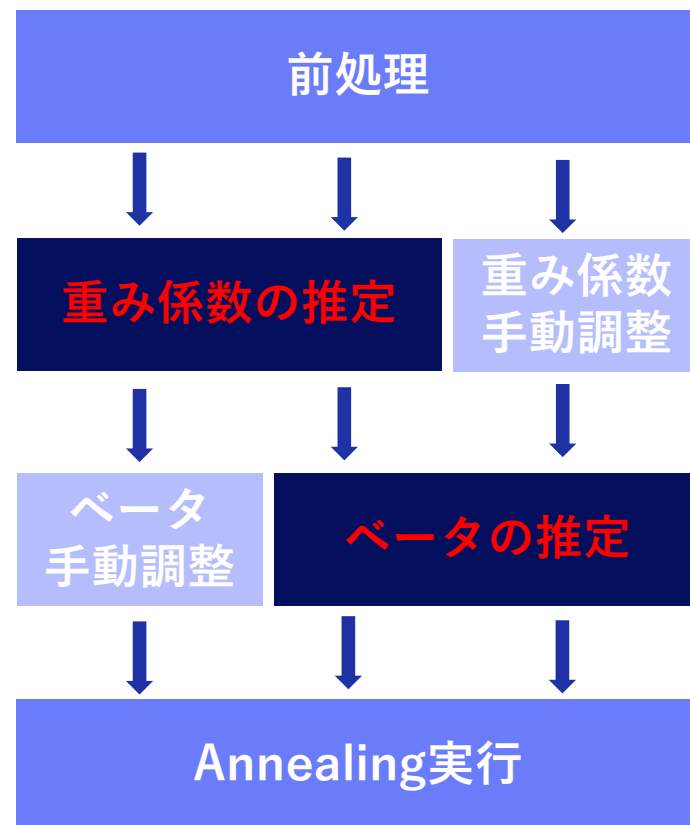 前処理
重み係数の推定
重み係数
手動調整
ベータ
手動調整
ベータの推定
Annealing実行